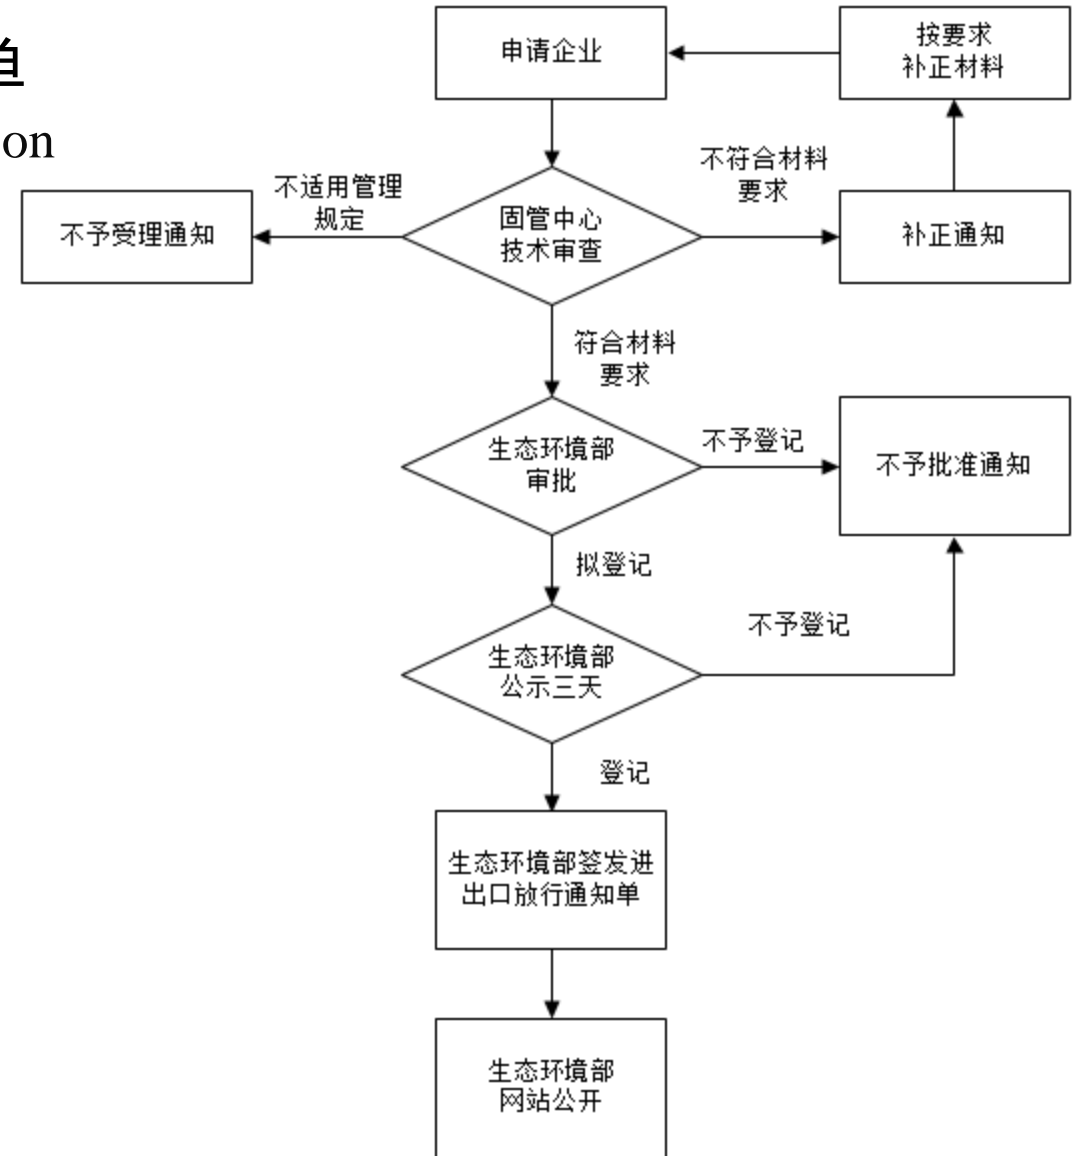 单
on
申请企业
按要求
补正材料
不适用管理
规定
不符合材料
要求
不予受理通知
固管中心
技术审查
补正通知
符合材料
要求
生态环境部
审批
不予登记
不予批准通知
拟登记
生态环境部
公示三天
不予登记
登记
生态环境部签发进
出口放行通知单
生态环境部
网站公开